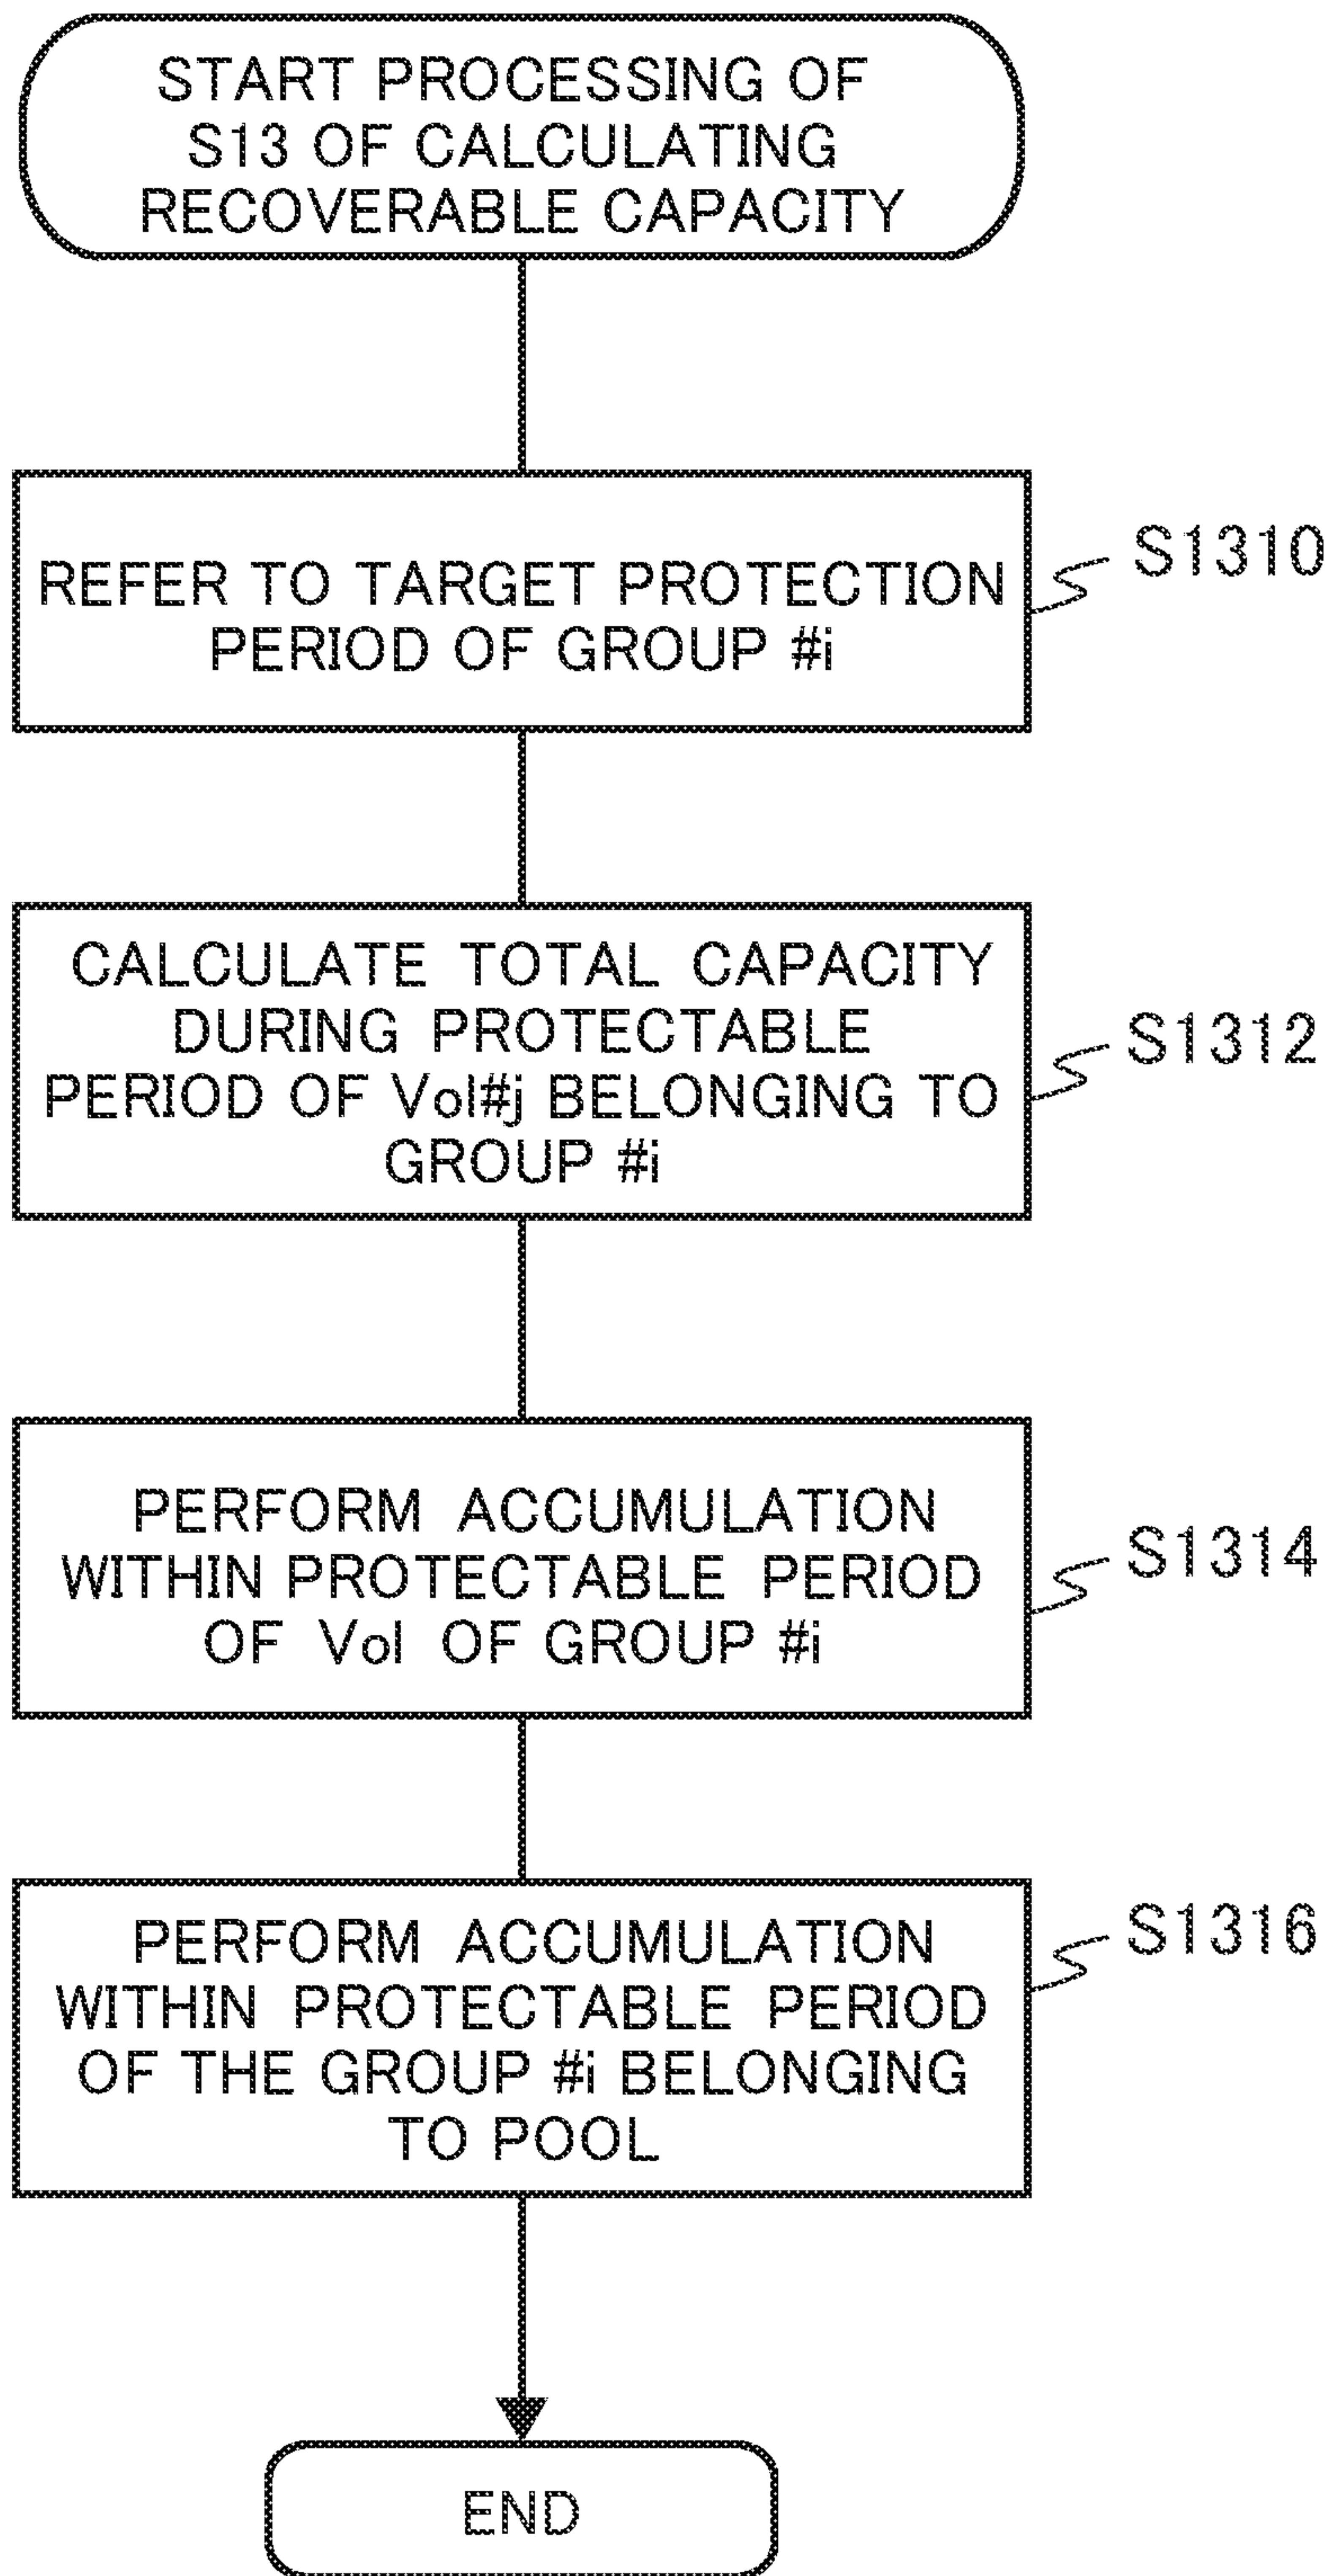 START PROCESSING OF
S13 OF CALCULATING
RECOVERABLE CAPACITY
REFER TO TARGET PROTECTION
PERIOD OF GROUP #i
S1310
CALCULATE TOTAL CAPACITY
DURING PROTECTABLE
PERIOD OF Vol#j BELONGING TO
GROUP #i
S1312
PERFORM ACCUMULATION
WITHIN PROTECTABLE PERIOD
OF Vol OF GROUP #i
S1314
PERFORM ACCUMULATION
WITHIN PROTECTABLE PERIOD
OF THE GROUP #i BELONGING
TO POOL
S1316
END